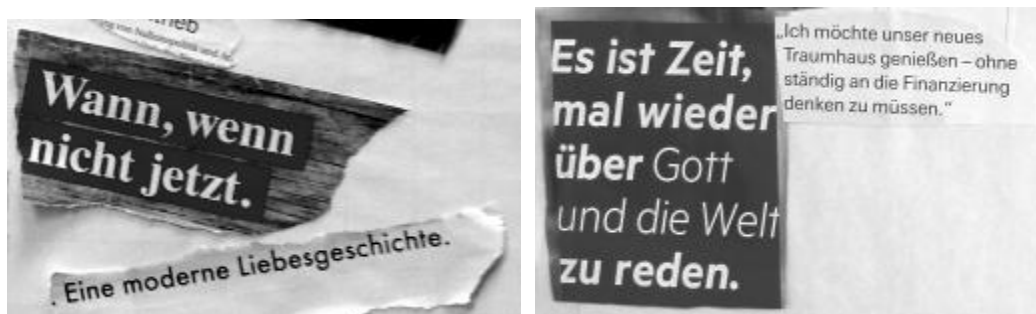 Wann, wenn
nicht jetzt.
. Eine moderne Liebesgeschichte.
Es ist Zeit,
mal wieder
über Gott
und die Welt
zu reden.
„Ich möchte unser neues
Traumhaus genießen – ohne
ständig an die Finanzierung
denken zu müssen.“